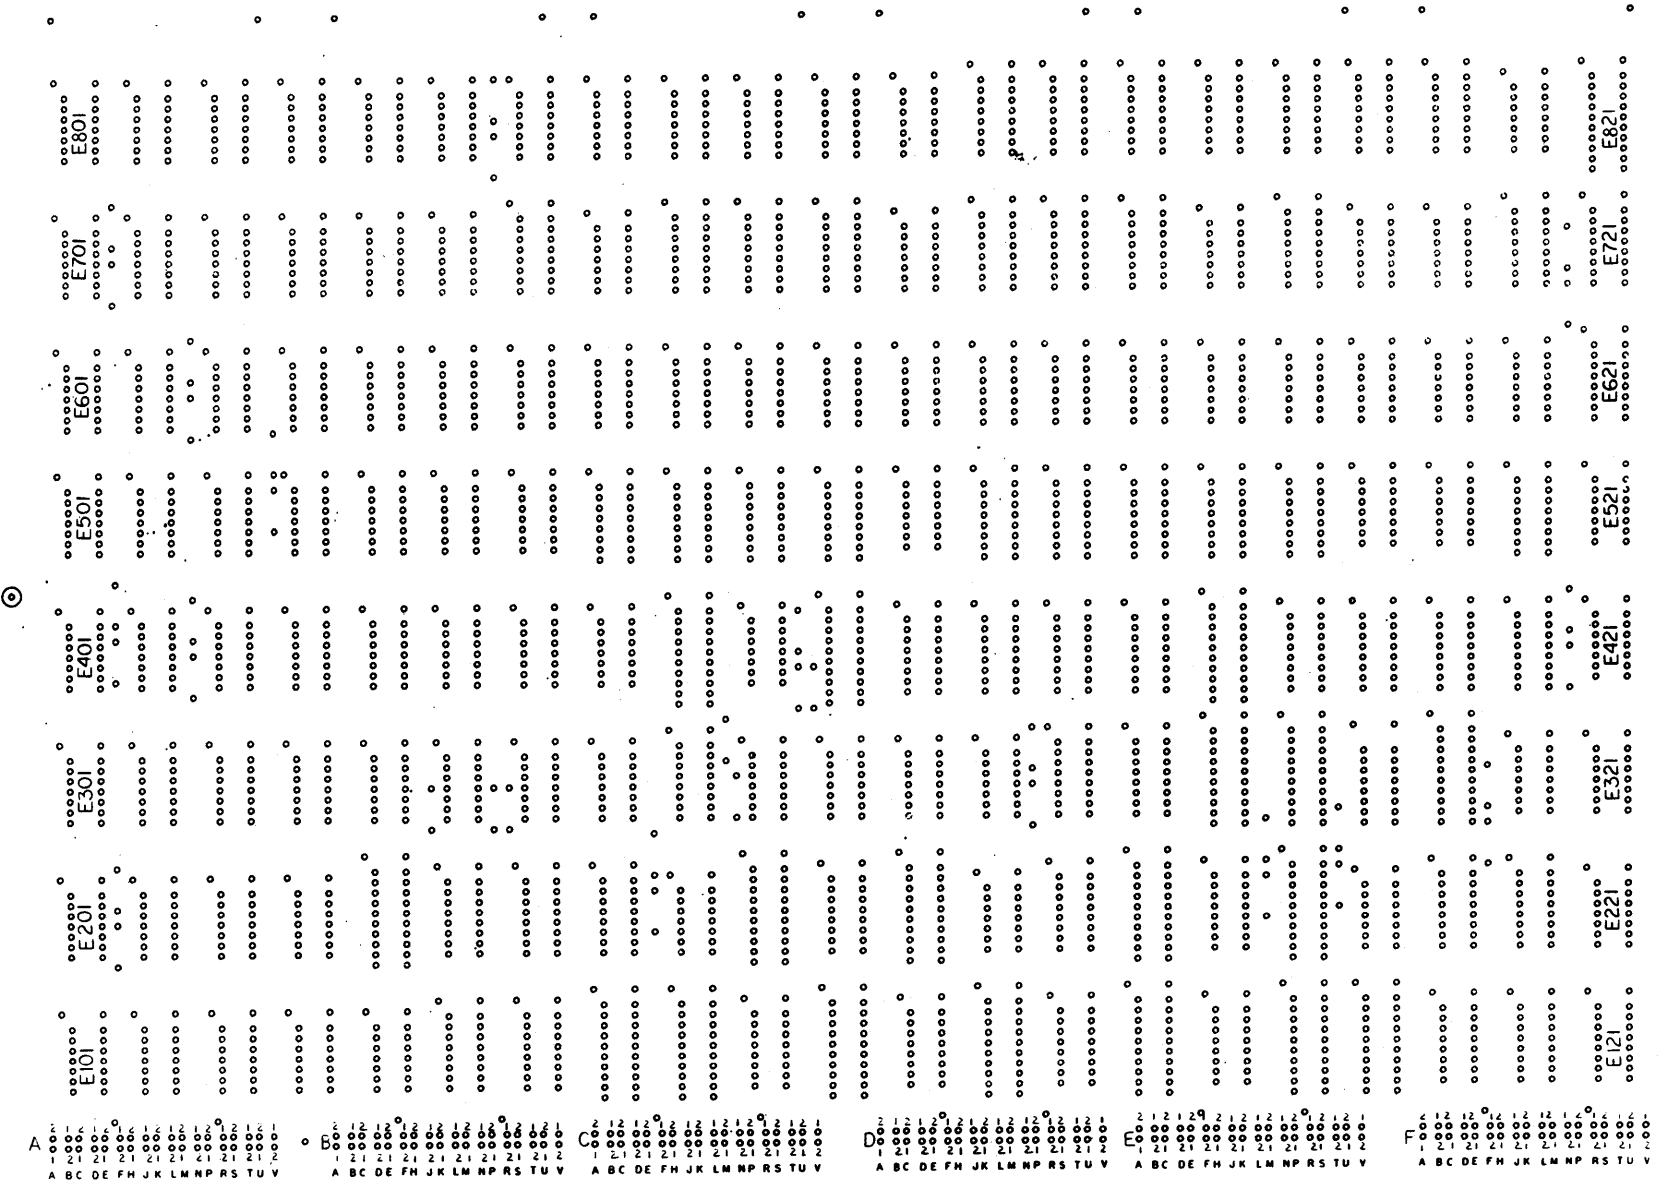 E801 E821
E701 E721
E601 E621
E501 E521
E401 E421
E301 E321
E201 E221
E101 E121
A B C D E F
A BC DE FH JK LM NP RS TU V A BC DE FH JK LM NP RS TU V A BC DE FH JK LM NP RS TU V A BC DE FH JK LM NP RS TU V A BC DE FH JK LM NP RS TU V A BC DE FH JK LM NP RS TU V